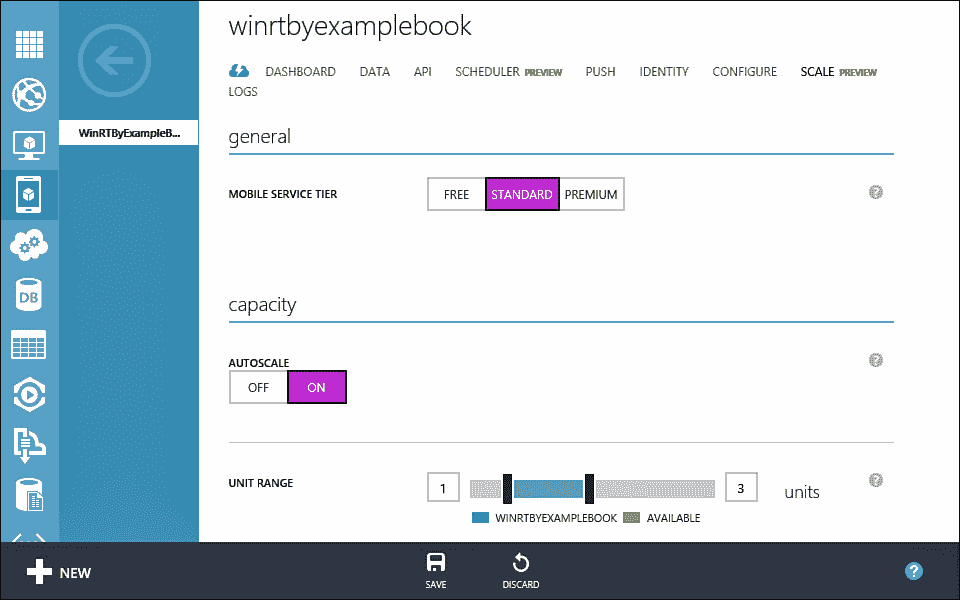 winrtbyexamplebook
DASHBOARD DATA API SCHEDULER PREVIEW PUSH IDENTITY CONFIGURE SCALE PREVIEW
LOGS
WinRTByExampleB...
general
MOBILE SERVICE TIER FREE STANDARD PREMIUM ?
capacity
AUTOSCALE ?
OFF ON
DB
UNIT RANGE 1 3 units ?
WINRTBYEXAMPLEBOOK AVAILABLE
NEW SAVE DISCARD ?